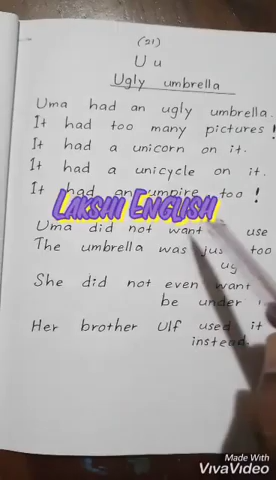 (21)
U u
Ugly umbrella
Uma had an ugly umbrella.
It had too many pictures!
It had a unicorn on it.
It had a unicycle on it.
It had an umpire too!
LAKSHI ENGLISH
Uma did not want use
The umbrella was jus too
ug
She did not even want
be under
Her brother Ulf used it
instead.
Made With
VivaVideo